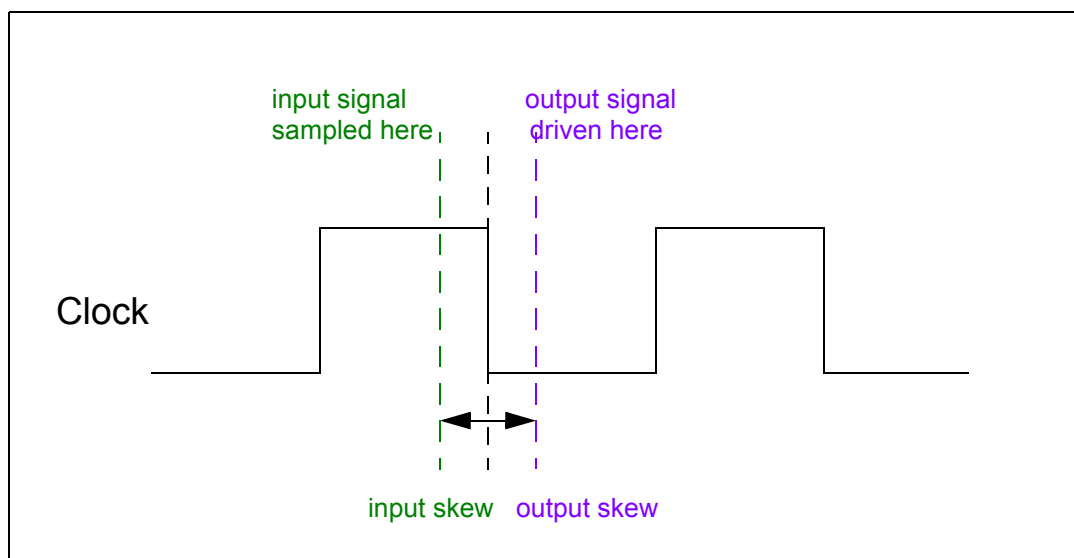 input signal
sampled here
output signal
driven here
Clock
input skew
output skew